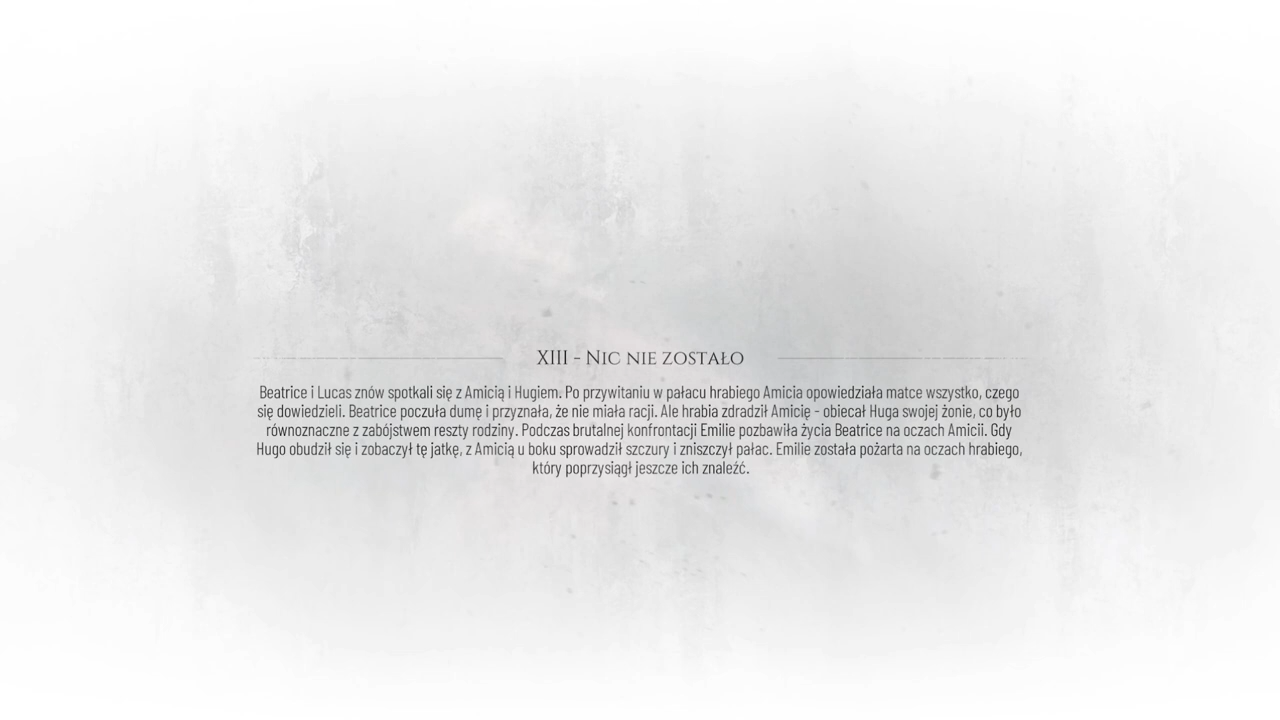 XIII - Nic nie zostało
Beatrice i Lucas znów spotkali się z Amicią i Hugiem. Po przywitaniu w pałacu hrabiego Amicia opowiedziała matce wszystko, czego
się dowiedzieli. Beatrice poczuła dumę i przyznała, że nie miała racji. Ale hrabia zdradził Amicię - obiecał Huga swojej żonie, co było
równoznaczne z zabójstwem reszty rodziny. Podczas brutalnej konfrontacji Emilie pozbawiła życia Beatrice na oczach Amicii. Gdy
Hugo obudził się i zobaczył tę jatkę, z Amicią u boku sprowadził szczury i zniszczył pałac. Emilie została pożarta na oczach hrabiego,
który poprzysiągł jeszcze ich znaleźć.